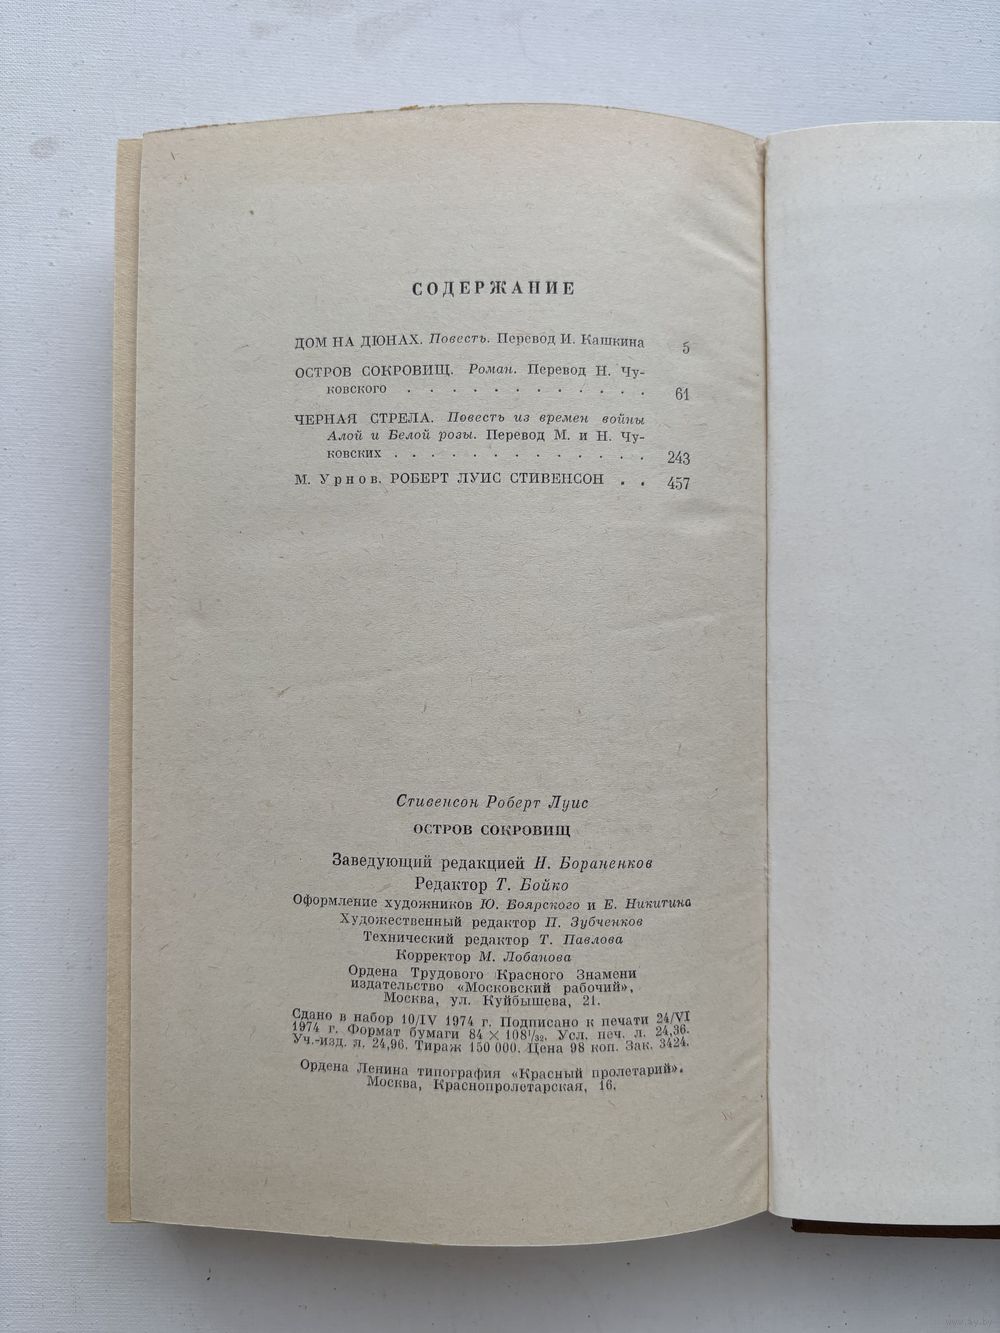 СОДЕРЖАНИЕ
ДОМ НА ДЮНАХ. Повесть. Перевод И. Кашкина 5
ОСТРОВ СОКРОВИЩ. Роман. Перевод Н. Чу-
ковского . . . . . . . . . . . 61
ЧЕРНАЯ СТРЕЛА. Повесть из времен войны
Алой и Белой розы. Перевод М. и Н. Чу-
ковских . . . . . . . . . . . 243
М. Урнов. РОБЕРТ ЛУИС СТИВЕНСОН . . 457
Стивенсон Роберт Луис
ОСТРОВ СОКРОВИЩ
Заведующий редакцией Н. Бораненков
Редактор Т. Бойко
Оформление художников Ю. Боярского и Е. Никитина
Художественный редактор П. Зубченков
Технический редактор Т. Павлова
Корректор М. Лобанова
Ордена Трудового Красного Знамени
издательство «Московский рабочий»,
Москва, ул. Куйбышева, 21.
Сдано в набор 10/IV 1974 г. Подписано к печати 24/VI
1974 г. Формат бумаги 84×108¹/₃₂. Усл. печ. л. 24,36.
Уч.-изд. л. 24,96. Тираж 150 000. Цена 98 коп. Зак. 3424.
Ордена Ленина типография «Красный пролетарий».
Москва, Краснопролетарская, 16.